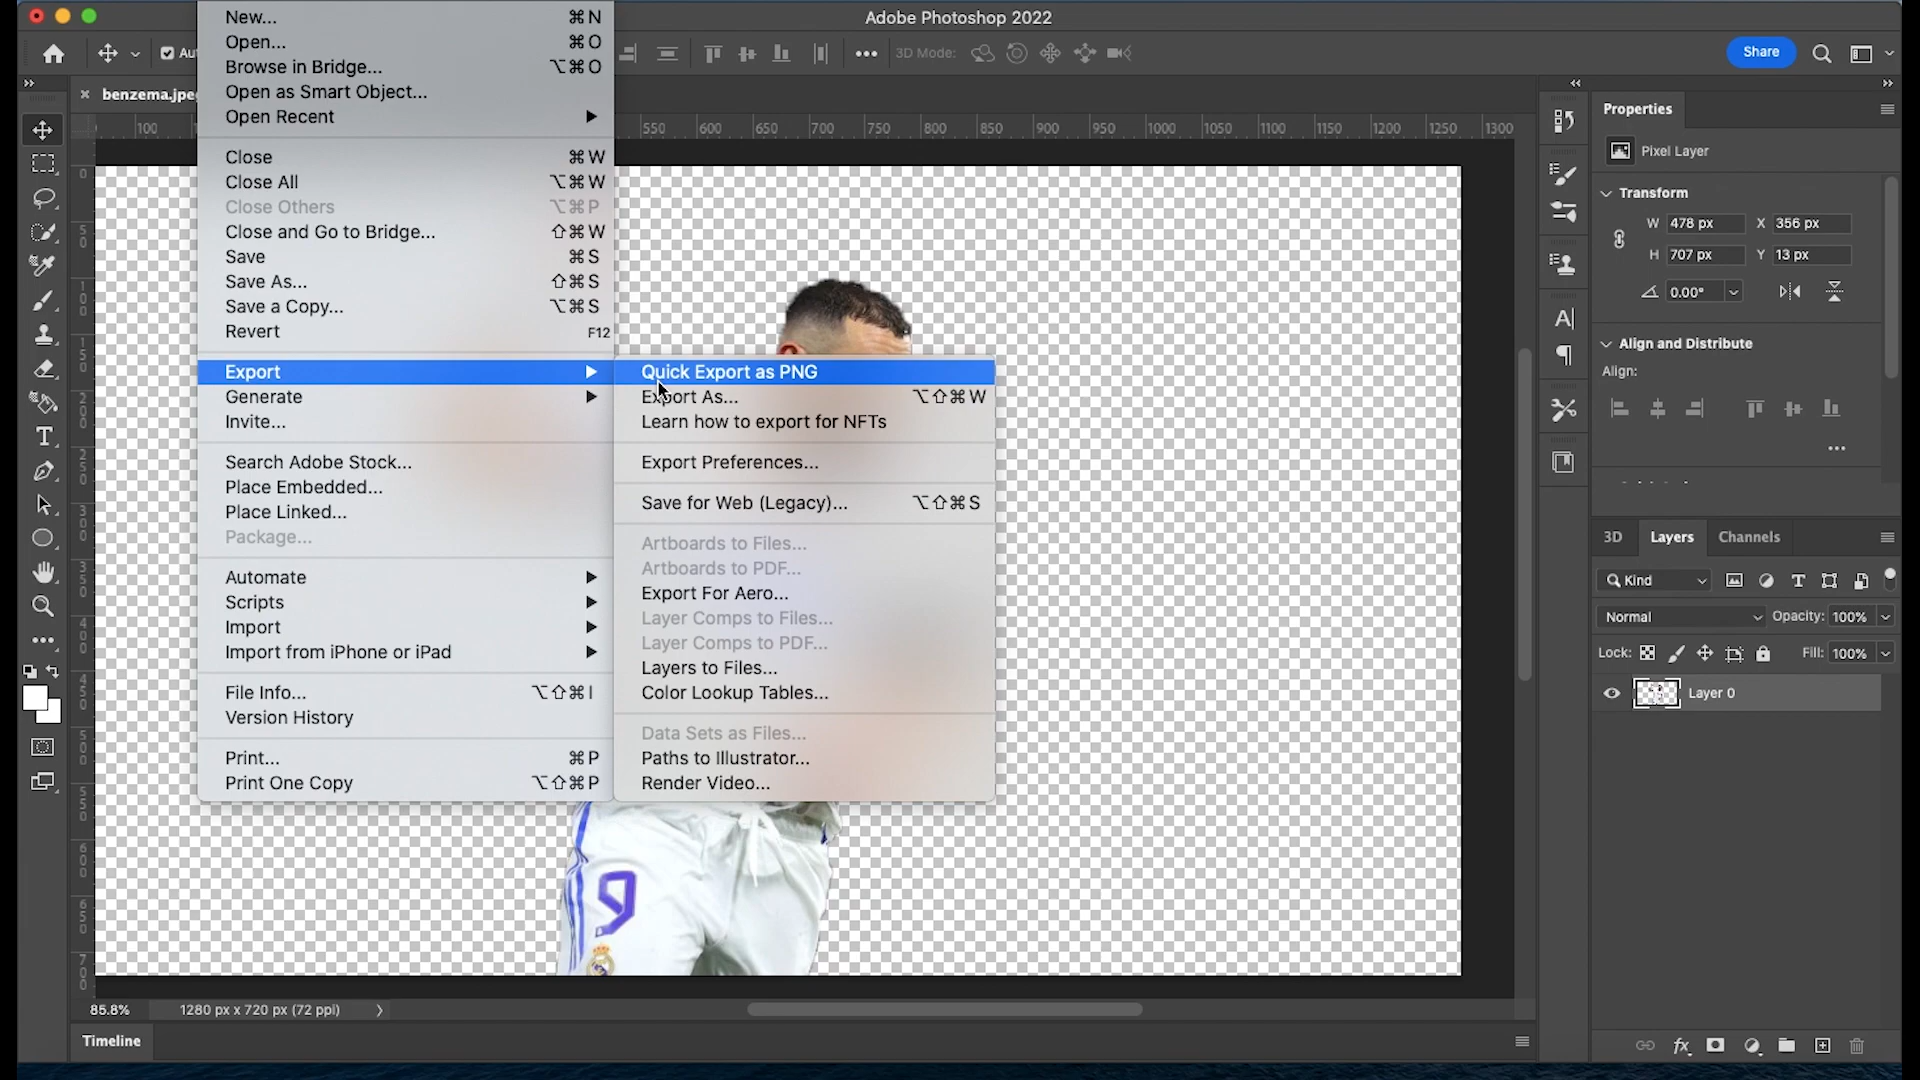 Adobe Photoshop 2022
3D Mode:
Share
benzema.jpe
100
550 600 650 700 750 800 850 900 950 1000 1050 1100 1150 1200 1250 1300
New... ⌘N
Open... ⌘O
Browse in Bridge... ⌥⌘O
Open as Smart Object...
Open Recent
Close ⌘W
Close All ⌥⌘W
Close Others ⌥⌘P
Close and Go to Bridge... ⇧⌘W
Save ⌘S
Save As... ⇧⌘S
Save a Copy... ⌥⌘S
Revert F12
Export
Generate
Invite...
Search Adobe Stock...
Place Embedded...
Place Linked...
Package...
Automate
Scripts
Import
Import from iPhone or iPad
File Info... ⌥⇧⌘I
Version History
Print... ⌘P
Print One Copy ⌥⇧⌘P
Quick Export as PNG
Export As... ⌥⇧⌘W
Learn how to export for NFTs
Export Preferences...
Save for Web (Legacy)... ⌥⇧⌘S
Artboards to Files...
Artboards to PDF...
Export For Aero...
Layer Comps to Files...
Layer Comps to PDF...
Layers to Files...
Color Lookup Tables...
Data Sets as Files...
Paths to Illustrator...
Render Video...
9
Properties
Pixel Layer
Transform
W 478 px X 356 px
H 707 px Y 13 px
0.00°
Align and Distribute
Align:
3D Layers Channels
Kind
Normal Opacity: 100%
Lock: Fill: 100%
Layer 0
85.8% 1280 px x 720 px (72 ppi)
Timeline